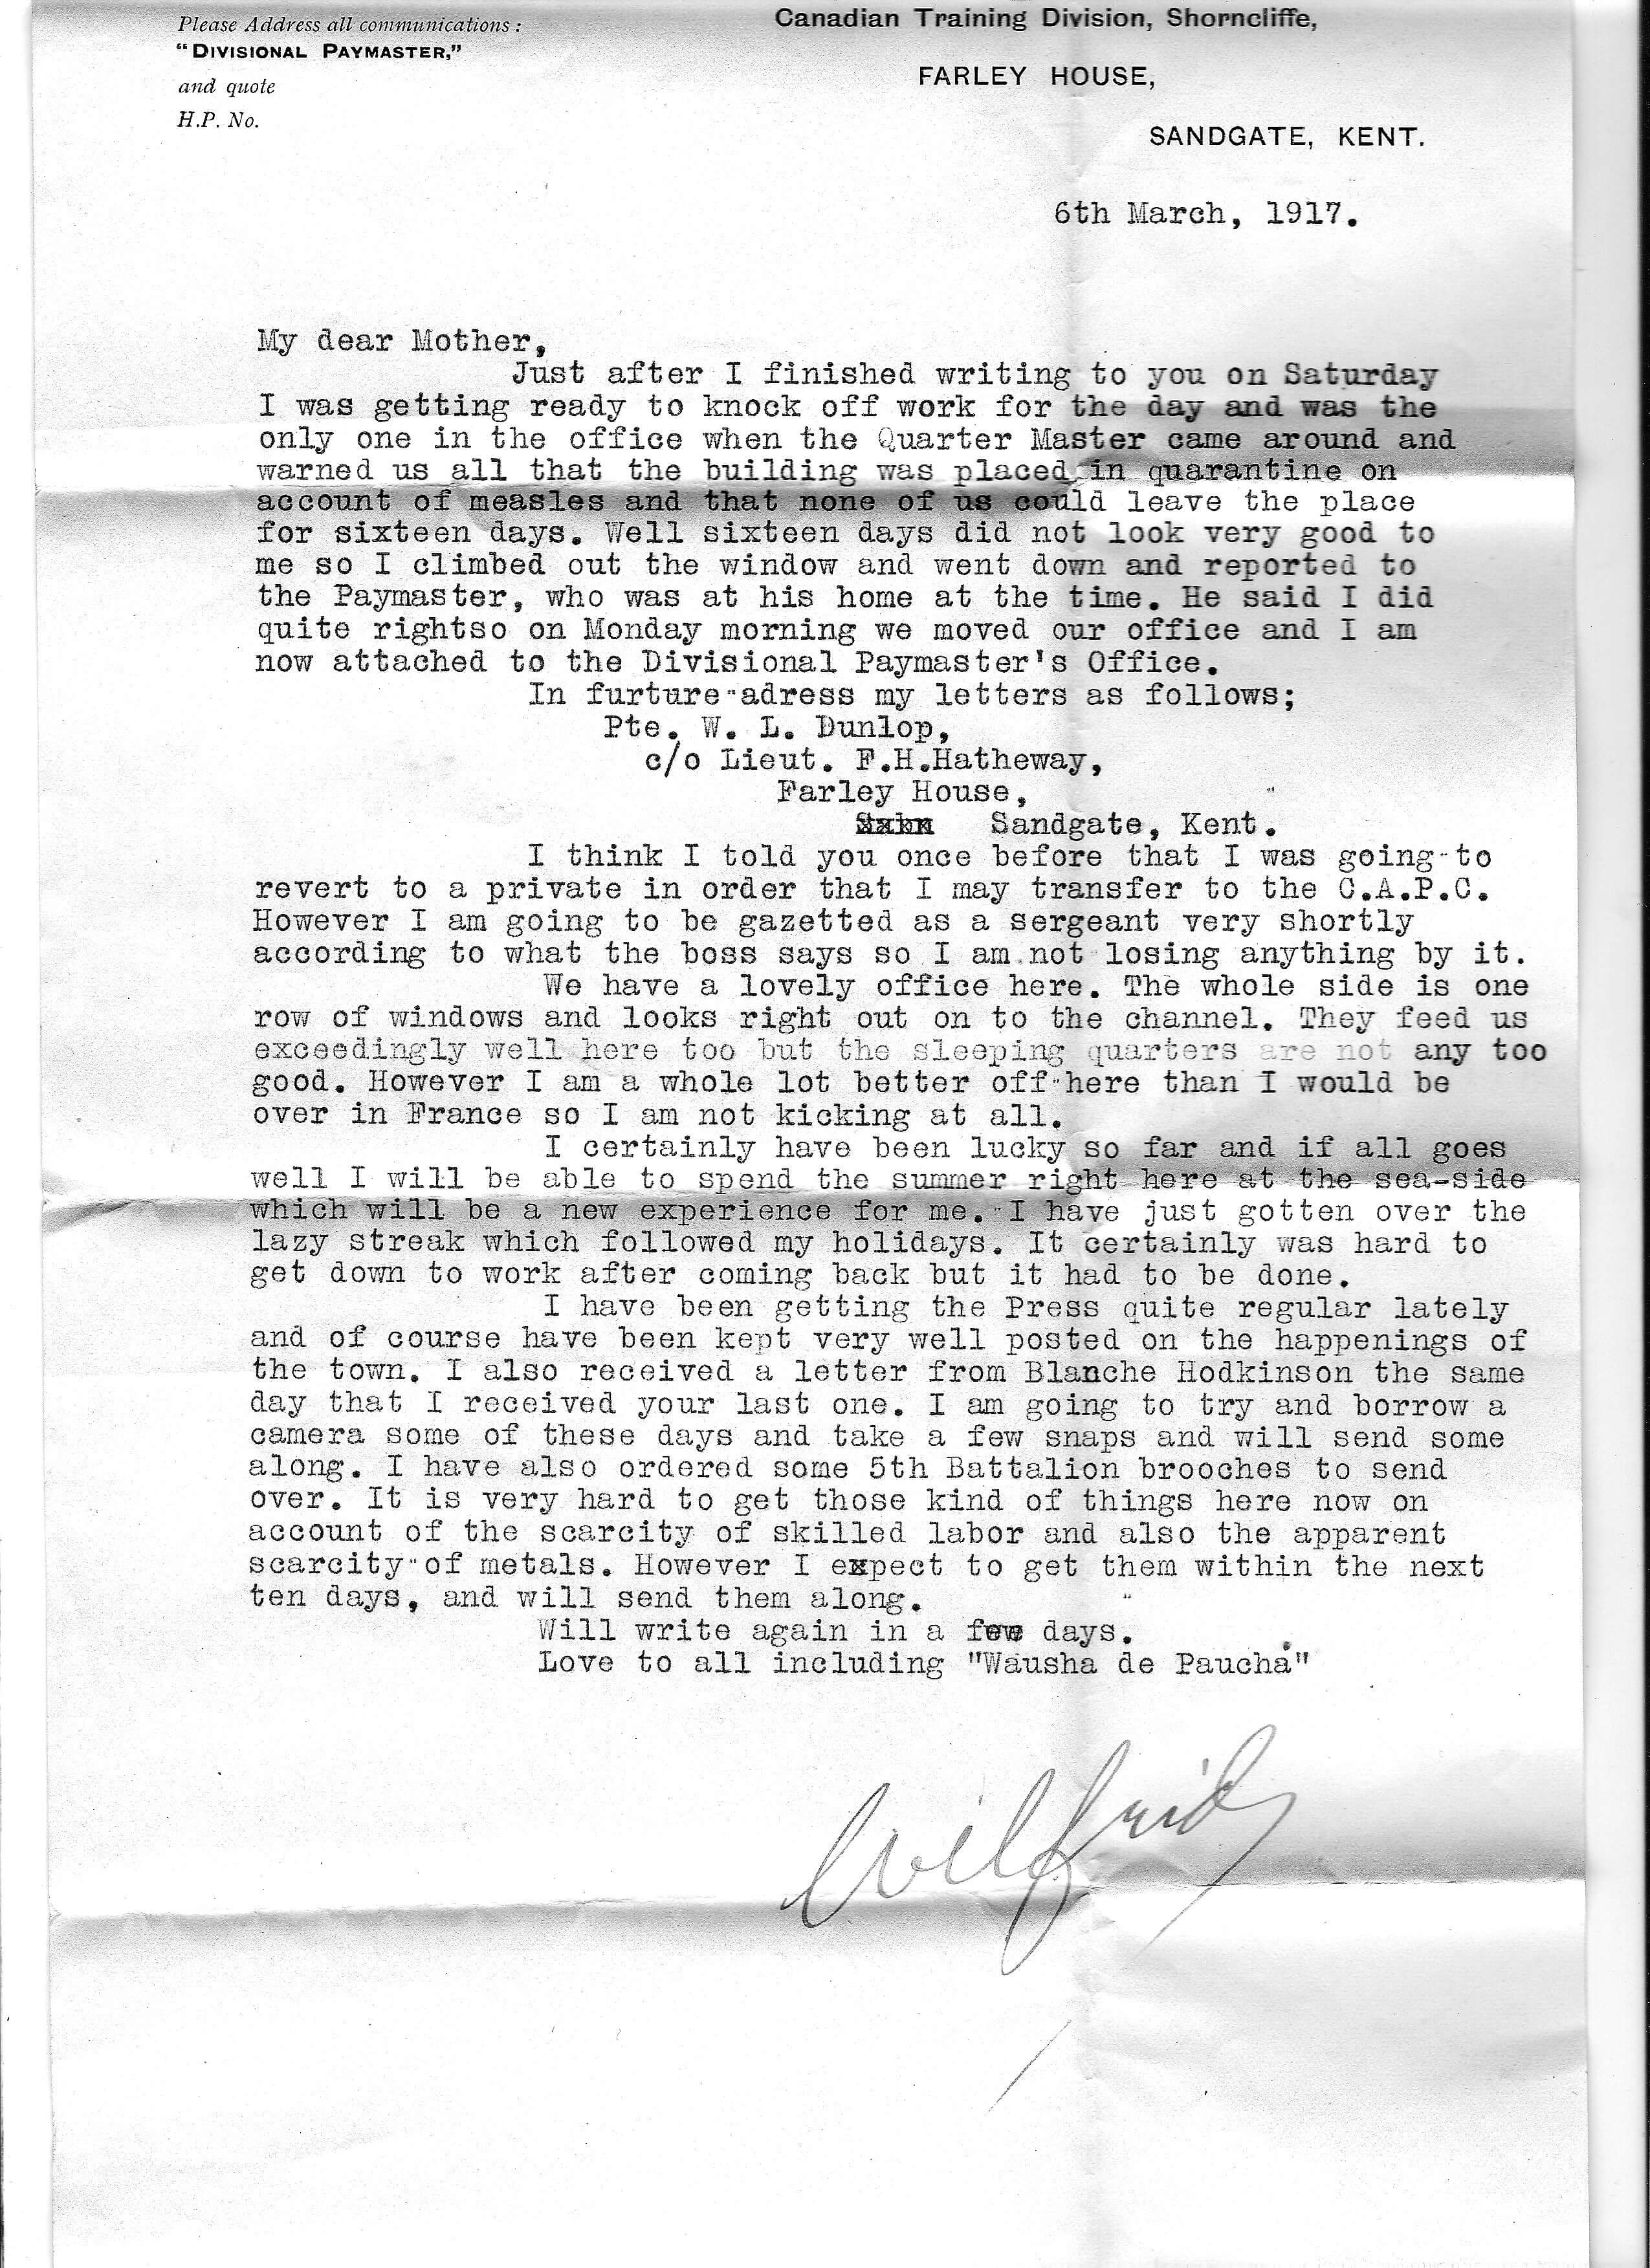 Please Address all communications:
"DIVISIONAL PAYMASTER,"
and quote
H.P. No.
Canadian Training Division, Shorncliffe,
FARLEY HOUSE,
SANDGATE, KENT.
6th March, 1917.
My dear Mother,
Just after I finished writing to you on Saturday
I was getting ready to knock off work for the day and was the
only one in the office when the Quarter Master came around and
warned us all that the building was placed in quarantine on
account of measles and that none of us could leave the place
for sixteen days. Well sixteen days did not look very good to
me so I climbed out the window and went down and reported to
the Paymaster, who was at his home at the time. He said I did
quite rightso on Monday morning we moved our office and I am
now attached to the Divisional Paymaster's Office.
In furture adress my letters as follows;
Pte. W. L. Dunlop,
c/o Lieut. F.H.Hatheway,
Farley House,
Sandgate, Kent.
I think I told you once before that I was going to
revert to a private in order that I may transfer to the C.A.P.C.
However I am going to be gazetted as a sergeant very shortly
according to what the boss says so I am not losing anything by it.
We have a lovely office here. The whole side is one
row of windows and looks right out on to the channel. They feed us
exceedingly well here too but the sleeping quarters are not any too
good. However I am a whole lot better off here than I would be
over in France so I am not kicking at all.
I certainly have been lucky so far and if all goes
well I will be able to spend the summer right here at the sea-side
which will be a new experience for me. I have just gotten over the
lazy streak which followed my holidays. It certainly was hard to
get down to work after coming back but it had to be done.
I have been getting the Press quite regular lately
and of course have been kept very well posted on the happenings of
the town. I also received a letter from Blanche Hodkinson the same
day that I received your last one. I am going to try and borrow a
camera some of these days and take a few snaps and will send some
along. I have also ordered some 5th Battalion brooches to send
over. It is very hard to get those kind of things here now on
account of the scarcity of skilled labor and also the apparent
scarcity of metals. However I expect to get them within the next
ten days, and will send them along.
Will write again in a few days.
Love to all including "Wausha de Paucha"
Wilfrid